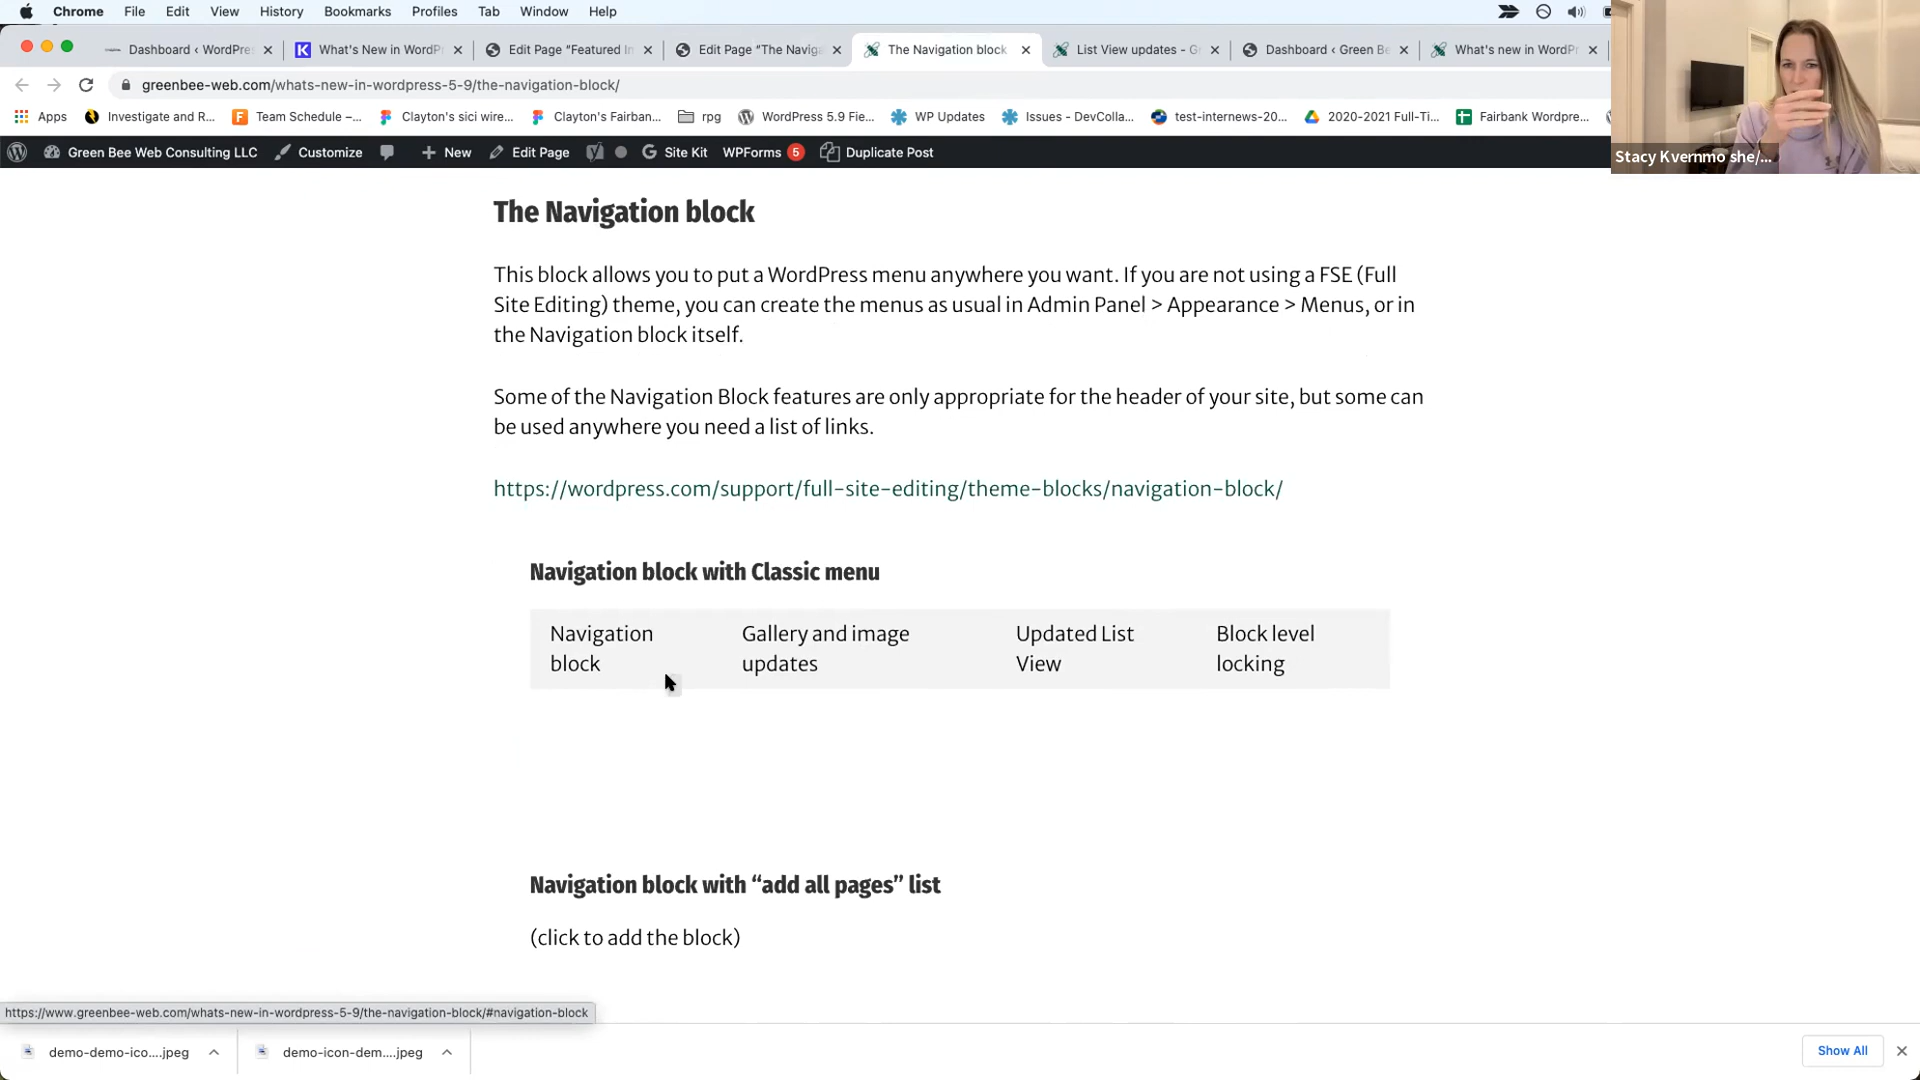 Chrome File Edit View History Bookmarks Profiles Tab Window Help
Dashboard ‹ WordPres
What's New in WordP
Edit Page “Featured In
Edit Page “The Naviga
The Navigation block
List View updates - G
Dashboard ‹ Green Be
What's new in WordP
greenbee-web.com/whats-new-in-wordpress-5-9/the-navigation-block/
Apps Investigate and R... Team Schedule –... Clayton's sici wire... Clayton's Fairban... rpg WordPress 5.9 Fie... WP Updates Issues - DevColla... test-internews-20... 2020-2021 Full-Ti... Fairbank Wordpre...
Green Bee Web Consulting LLC Customize New Edit Page Site Kit WPForms 5 Duplicate Post
Stacy Kvernmo she/...
The Navigation block
This block allows you to put a WordPress menu anywhere you want. If you are not using a FSE (Full
Site Editing) theme, you can create the menus as usual in Admin Panel > Appearance > Menus, or in
the Navigation block itself.
Some of the Navigation Block features are only appropriate for the header of your site, but some can
be used anywhere you need a list of links.
https://wordpress.com/support/full-site-editing/theme-blocks/navigation-block/
Navigation block with Classic menu
Navigation
block
Gallery and image
updates
Updated List
View
Block level
locking
Navigation block with “add all pages” list
(click to add the block)
https://www.greenbee-web.com/whats-new-in-wordpress-5-9/the-navigation-block/#navigation-block
demo-demo-ico....jpeg
demo-icon-dem....jpeg
Show All